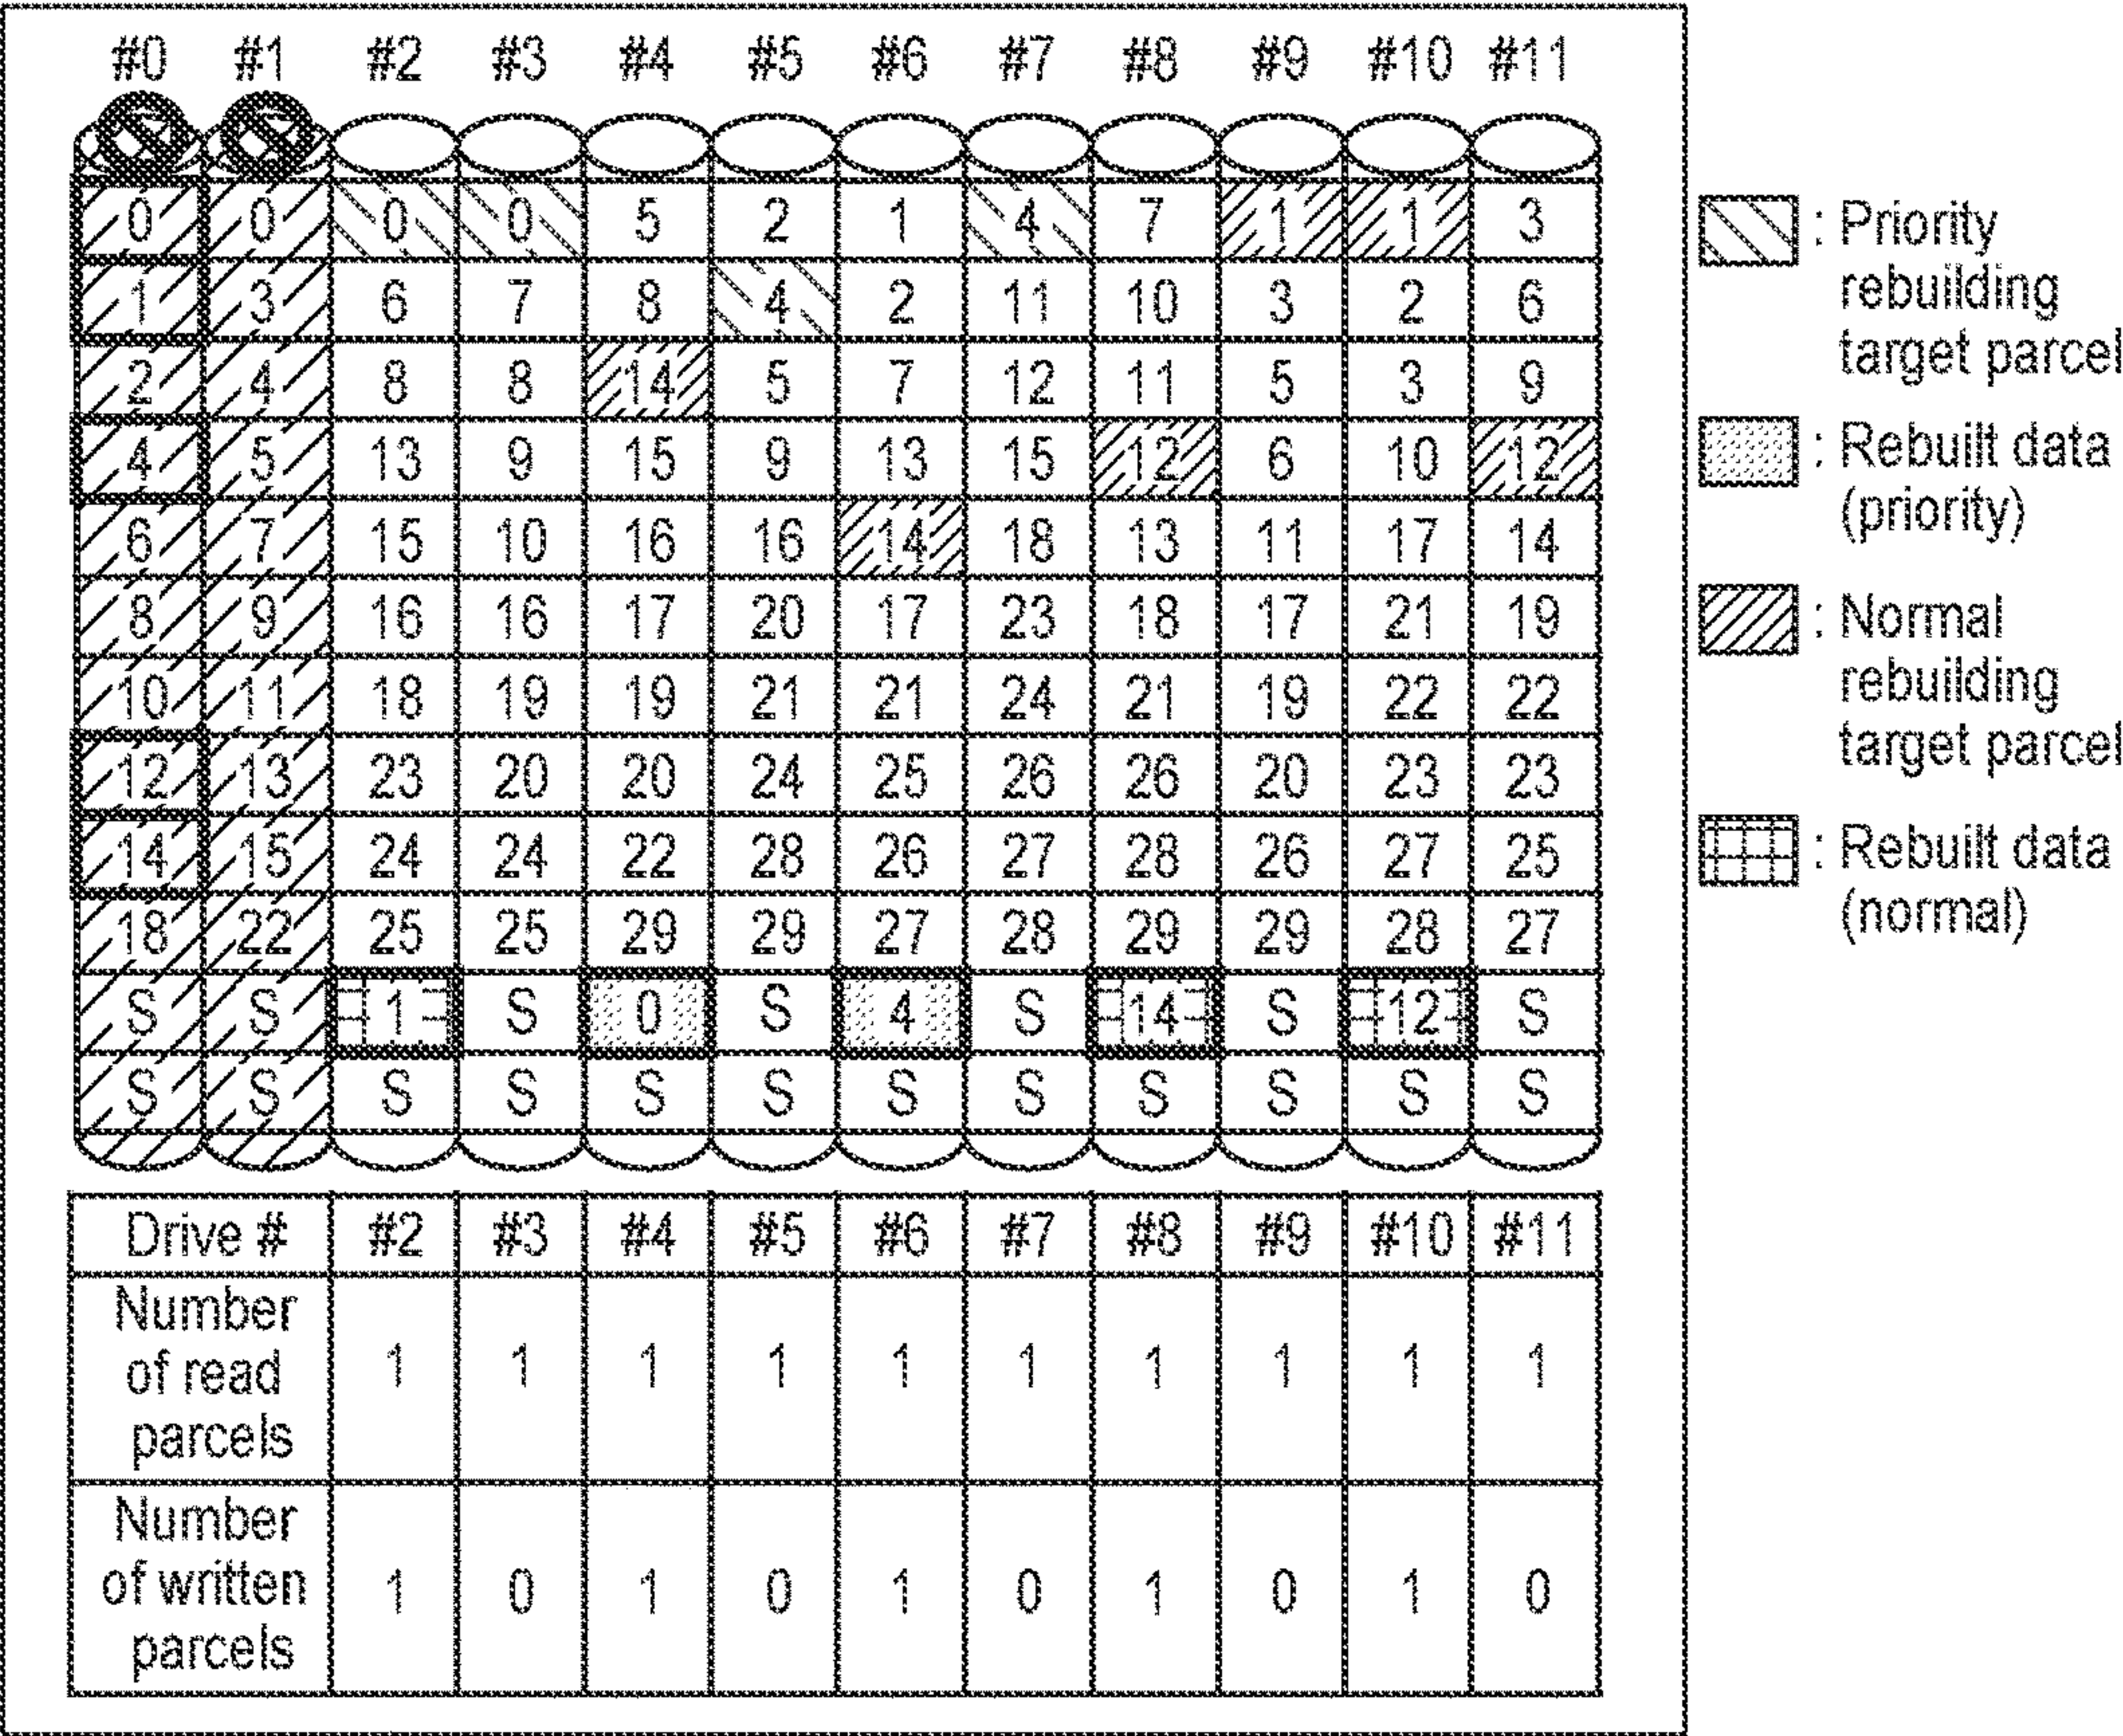 #0 #1 #2 #3 #4 #5 #6 #7 #8 #9 #10 #11
0 0 0 0 5 2 1 4 7 1 1 3
1 3 6 7 8 4 2 11 10 3 2 6
2 4 8 8 14 5 7 12 11 5 3 9
4 5 13 9 15 9 13 15 12 6 10 12
6 7 15 10 16 16 14 18 13 11 17 14
8 9 16 16 17 20 17 23 18 17 21 19
10 11 18 19 19 21 21 24 21 19 22 22
12 13 23 20 20 24 25 26 26 20 23 23
14 15 24 24 22 28 26 27 28 26 27 25
18 22 25 25 29 29 27 28 29 29 28 27
S S 1 S 0 S 4 S 14 S 12 S
S S S S S S S S S S S S
Drive # #2 #3 #4 #5 #6 #7 #8 #9 #10 #11
Number
of read
parcels
1 1 1 1 1 1 1 1 1 1
Number
of written
parcels
1 0 1 0 1 0 1 0 1 0
: Priority
rebuilding
target parcel
: Rebuilt data
(priority)
: Normal
rebuilding
target parcel
: Rebuilt data
(normal)